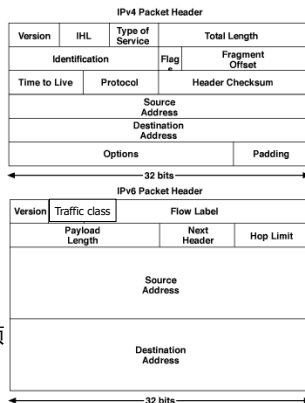 IPv4 Packet Header
Version IHL Type of Service Total Length
Identification Flags Fragment Offset
Time to Live Protocol Header Checksum
Source Address
Destination Address
Options Padding
32 bits
IPv6 Packet Header
Version Traffic class Flow Label
Payload Length Next Header Hop Limit
Source Address
Destination Address
32 bits